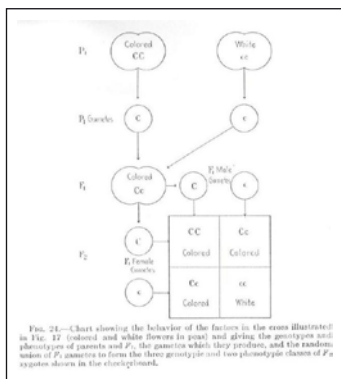 P₁
Colored
CC
White
cc
P₁ Gametes
C
c
F₁
Colored
Cc
F₁ Male
Gametes
C
c
F₂
C
F₁ Female
Gametes
c
CC
Colored
Cc
Colored
Cc
Colored
cc
White
FIG. 24.—Chart showing the behavior of the factors in the cross illustrated
in Fig. 17 (colored and white flowers in peas) and giving the genotypes and
phenotypes of parents and F₁, the gametes which they produce, and the random
union of F₁ gametes to form the three genotypic and two phenotypic classes of F₂
zygotes shown in the checkerboard.